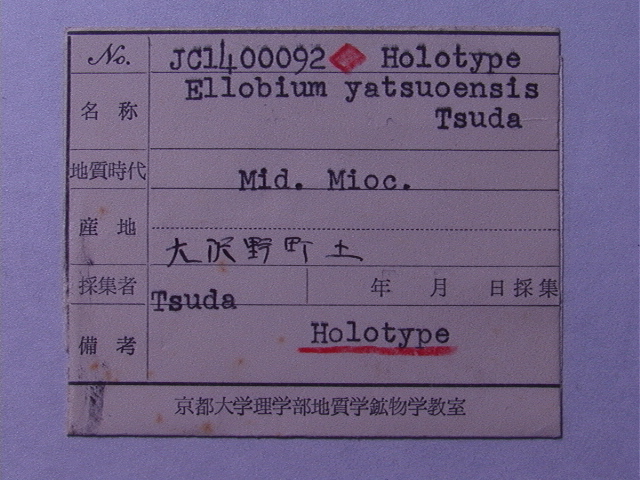 No. JC1400092 Holotype
名称 Ellobium yatsuoensis
Tsuda
地質時代 Mid. Mioc.
産地
大沢野町土
採集者 Tsuda 年 月 日採集
備考 Holotype
京都大学理学部地質学鉱物学教室